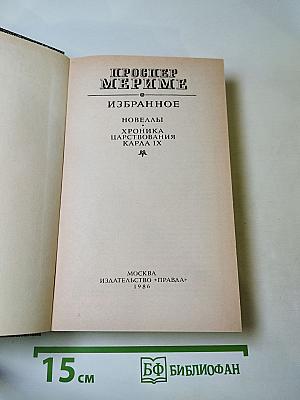 ПРОСПЕР
МЕРИМЕ
ИЗБРАННОЕ
НОВЕЛЛЫ
ХРОНИКА
ЦАРСТВОВАНИЯ
КАРЛА IX
МОСКВА
ИЗДАТЕЛЬСТВО «ПРАВДА»
1986
15 см
БФ БИБЛИОФАН